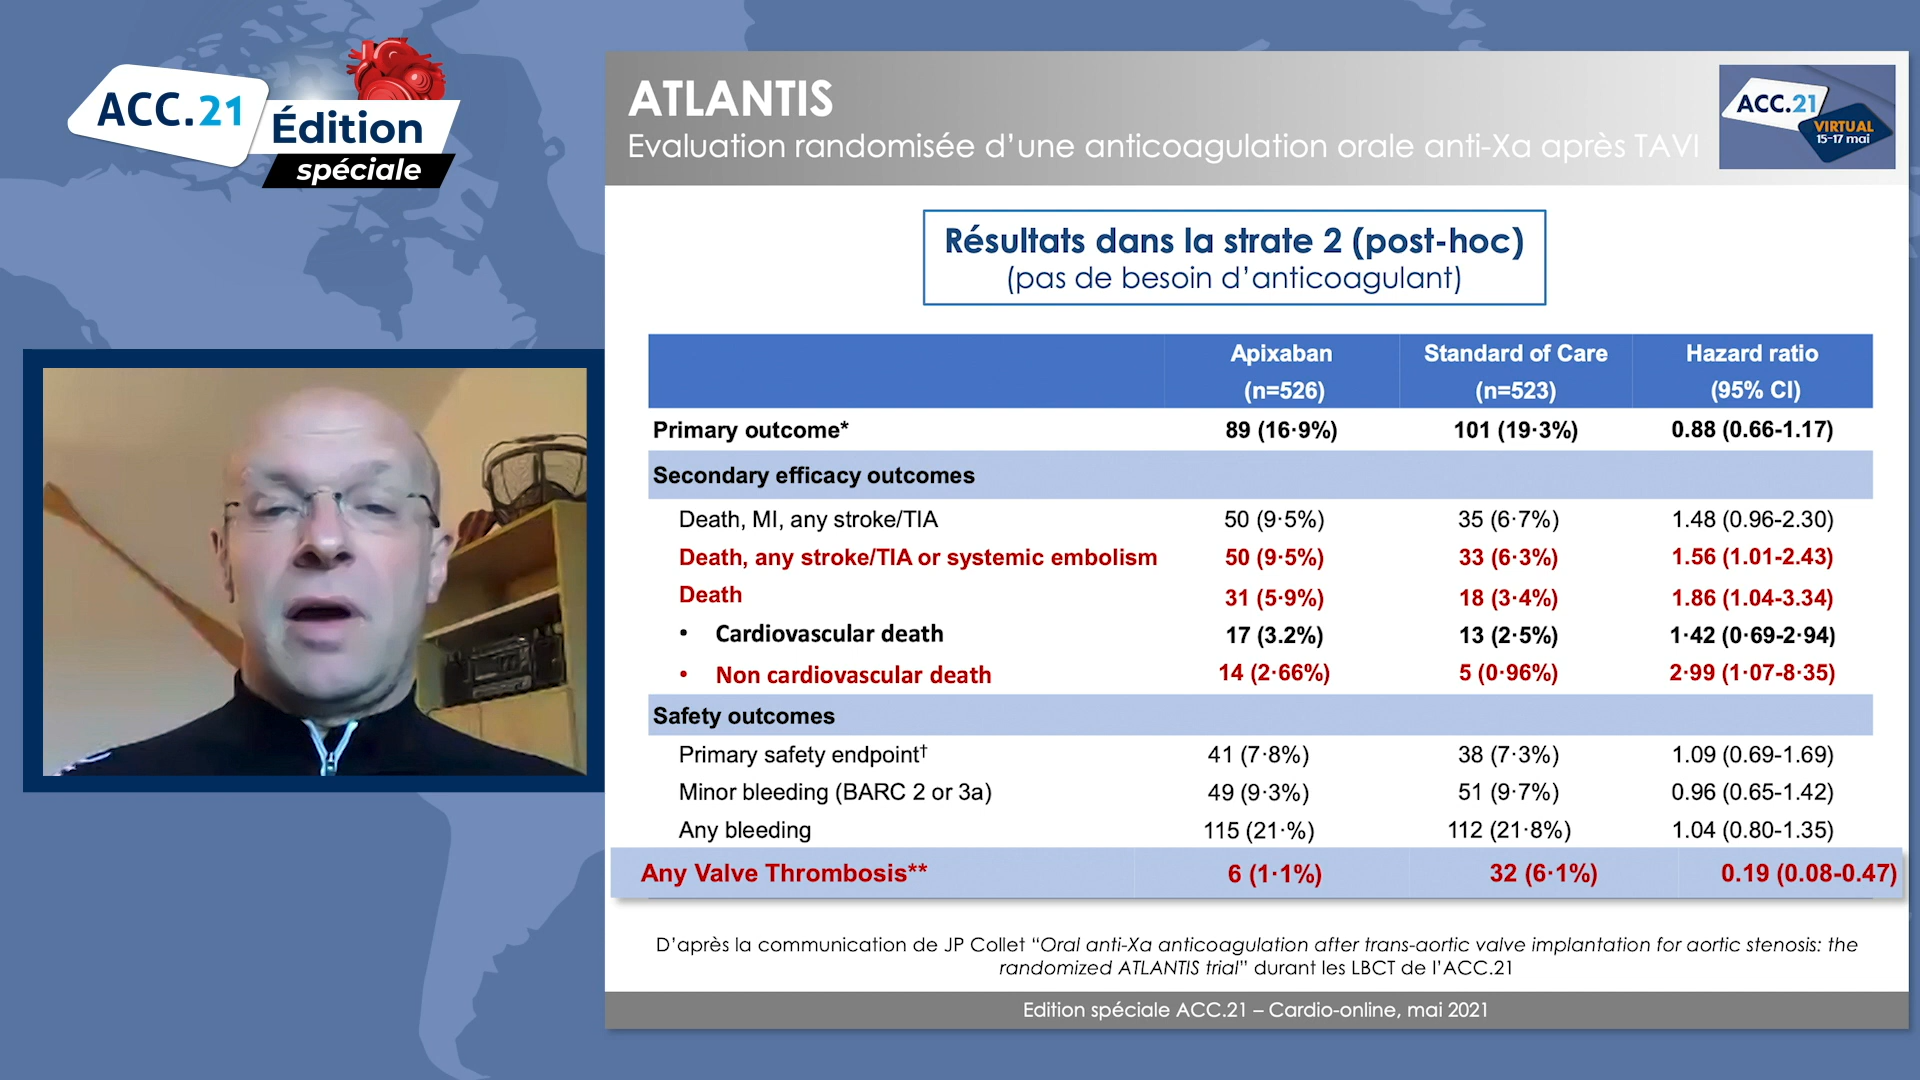 ACC.21
Édition
spéciale
ATLANTIS
Evaluation randomisée d'une anticoagulation orale anti-Xa après TAVI
ACC.21
VIRTUAL
15-17 mai
Résultats dans la strate 2 (post-hoc)
(pas de besoin d'anticoagulant)
Apixaban Standard of Care Hazard ratio
(n=526) (n=523) (95% CI)
Primary outcome* 89 (16·9%) 101 (19·3%) 0.88 (0.66-1.17)
Secondary efficacy outcomes
Death, MI, any stroke/TIA 50 (9·5%) 35 (6·7%) 1.48 (0.96-2.30)
Death, any stroke/TIA or systemic embolism 50 (9·5%) 33 (6·3%) 1.56 (1.01-2.43)
Death 31 (5·9%) 18 (3·4%) 1.86 (1.04-3.34)
• Cardiovascular death 17 (3.2%) 13 (2·5%) 1·42 (0·69-2·94)
• Non cardiovascular death 14 (2·66%) 5 (0·96%) 2·99 (1·07-8·35)
Safety outcomes
Primary safety endpoint† 41 (7·8%) 38 (7·3%) 1.09 (0.69-1.69)
Minor bleeding (BARC 2 or 3a) 49 (9·3%) 51 (9·7%) 0.96 (0.65-1.42)
Any bleeding 115 (21·%) 112 (21·8%) 1.04 (0.80-1.35)
Any Valve Thrombosis** 6 (1·1%) 32 (6·1%) 0.19 (0.08-0.47)
D'après la communication de JP Collet "Oral anti-Xa anticoagulation after trans-aortic valve implantation for aortic stenosis: the
randomized ATLANTIS trial" durant les LBCT de l'ACC.21
Edition spéciale ACC.21 – Cardio-online, mai 2021